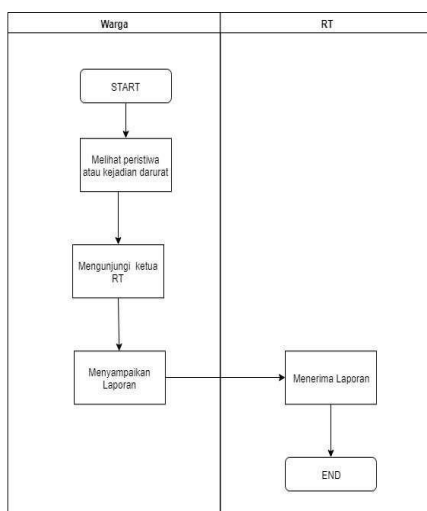 Warga
RT
START
Melihat peristiwa
atau kejadian darurat
Mengunjungi ketua
RT
Menyampaikan
Laporan
Menerima Laporan
END